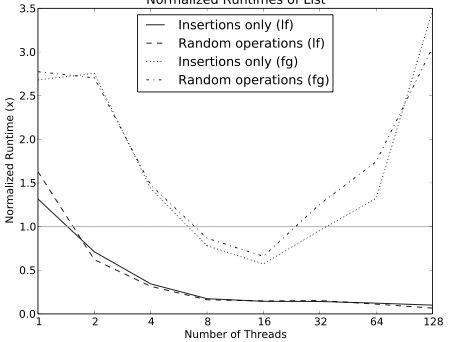 Normalized Runtimes of List
Insertions only (lf)
Random operations (lf)
Insertions only (fg)
Random operations (fg)
Normalized Runtime (x)
3.5
3.0
2.5
2.0
1.5
1.0
0.5
0.0
1 2 4 8 16 32 64 128
Number of Threads